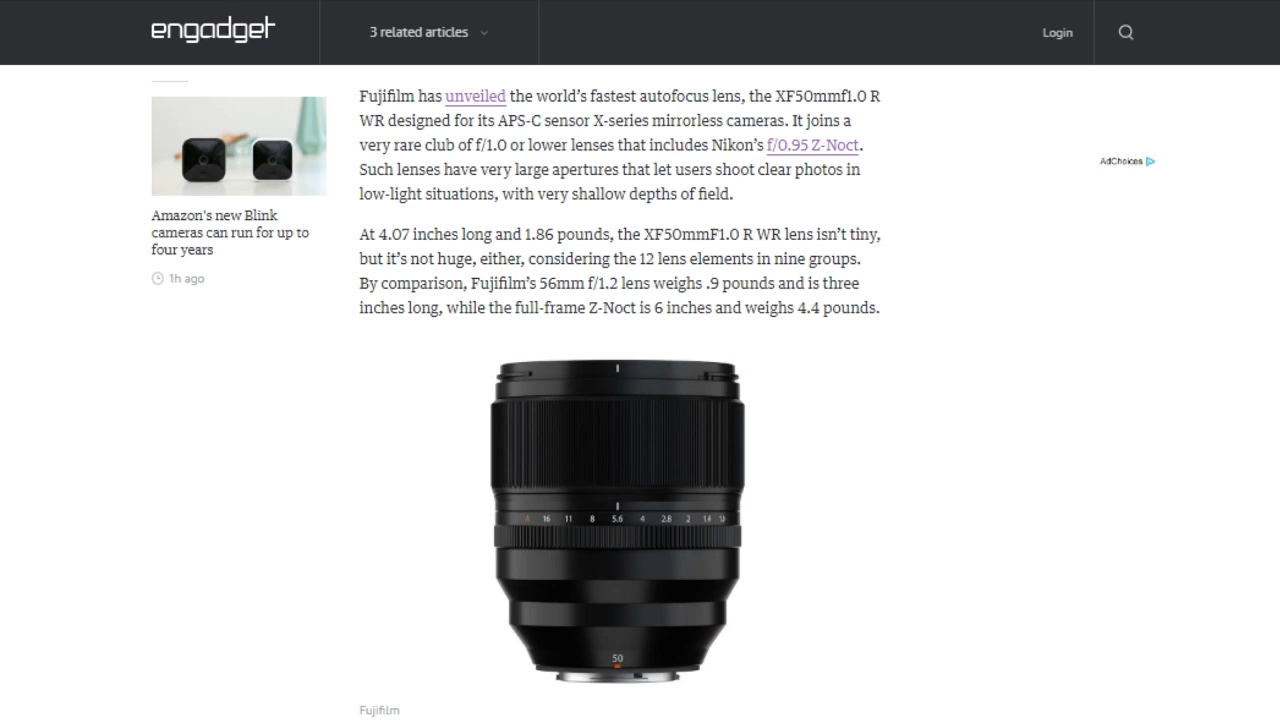 engadget
3 related articles
Login
Amazon's new Blink
cameras can run for up to
four years
1h ago
Fujifilm has unveiled the world's fastest autofocus lens, the XF50mmf1.0 R
WR designed for its APS-C sensor X-series mirrorless cameras. It joins a
very rare club of f/1.0 or lower lenses that includes Nikon's f/0.95 Z-Noct.
Such lenses have very large apertures that let users shoot clear photos in
low-light situations, with very shallow depths of field.
At 4.07 inches long and 1.86 pounds, the XF50mmF1.0 R WR lens isn't tiny,
but it's not huge, either, considering the 12 lens elements in nine groups.
By comparison, Fujifilm's 56mm f/1.2 lens weighs .9 pounds and is three
inches long, while the full-frame Z-Noct is 6 inches and weighs 4.4 pounds.
AdChoices
A 16 11 8 5.6 4 2.8 2 1.4 1.0
50
Fujifilm